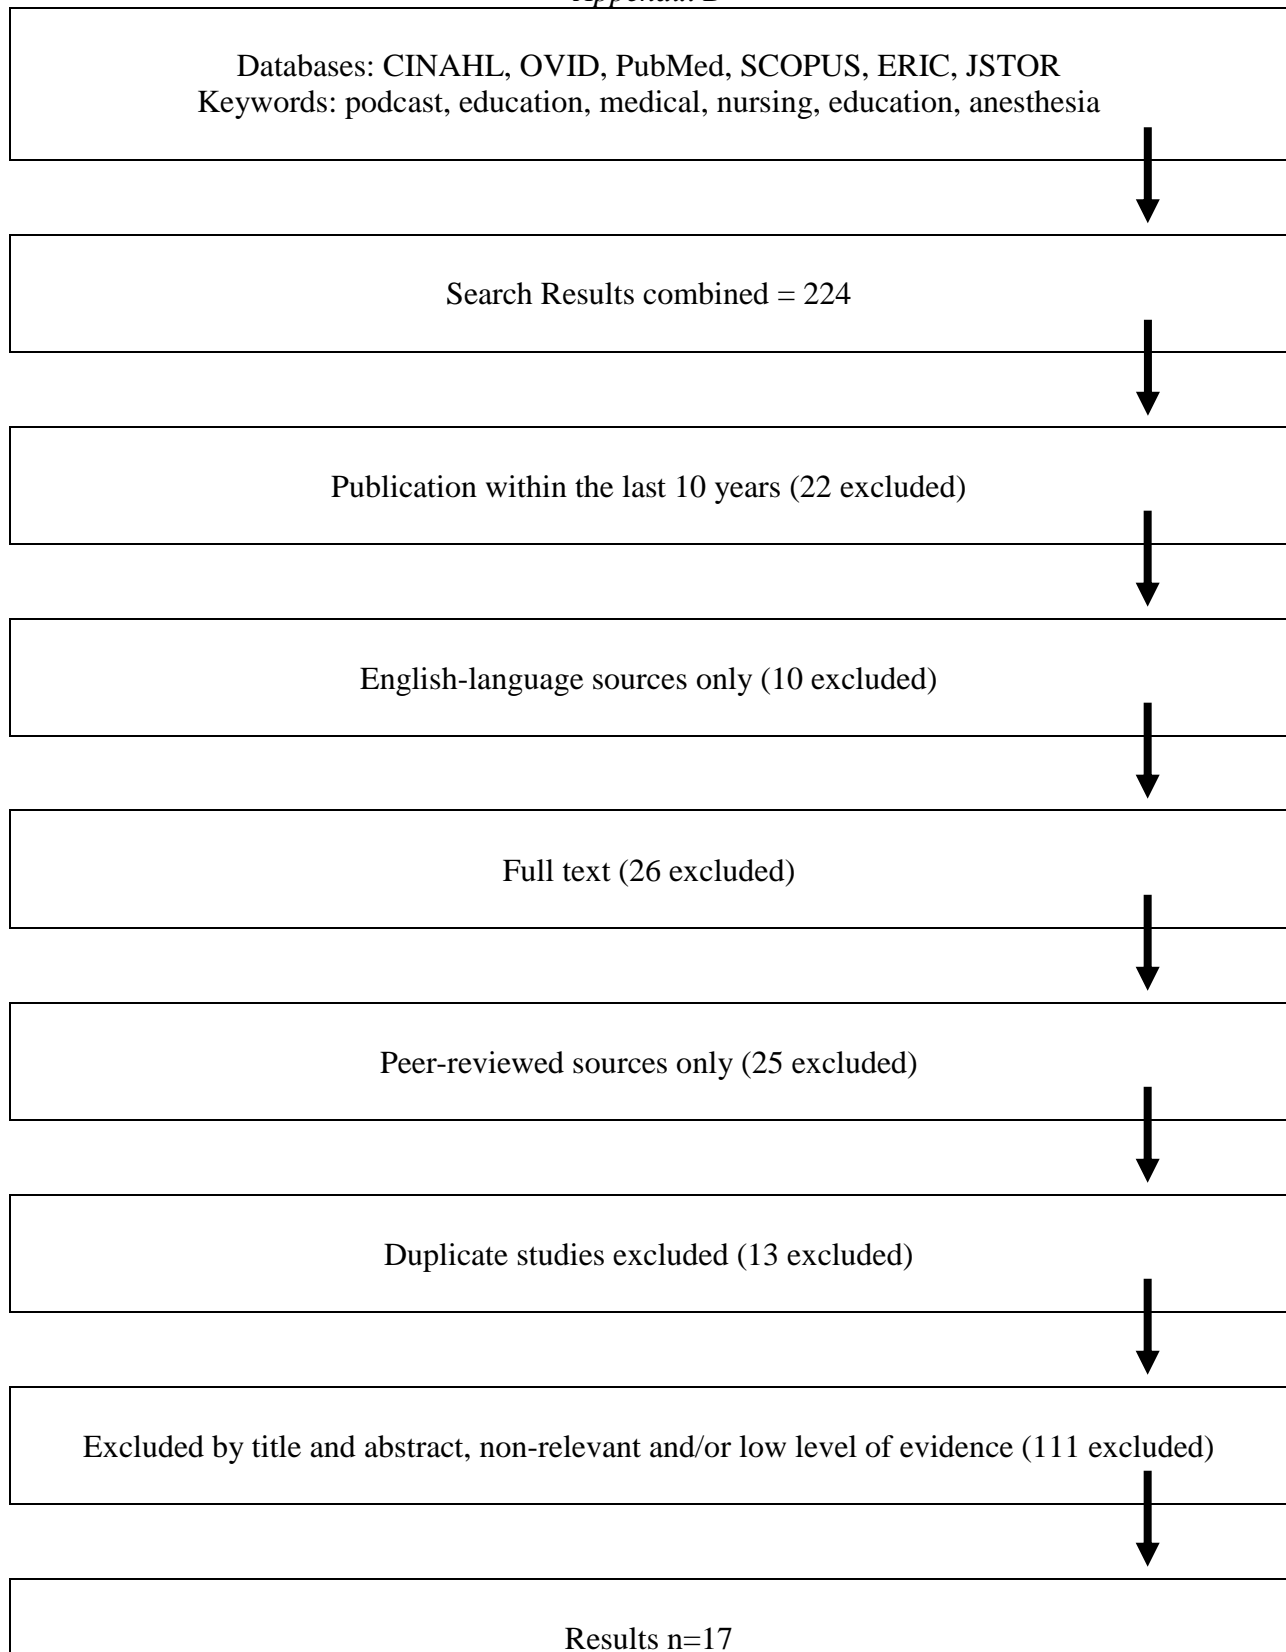 Databases: CINAHL, OVID, PubMed, SCOPUS, ERIC, JSTOR
Keywords: podcast, education, medical, nursing, education, anesthesia
Search Results combined = 224
Publication within the last 10 years (22 excluded)
English-language sources only (10 excluded)
Full text (26 excluded)
Peer-reviewed sources only (25 excluded)
Duplicate studies excluded (13 excluded)
Excluded by title and abstract, non-relevant and/or low level of evidence (111 excluded)
Results n=17